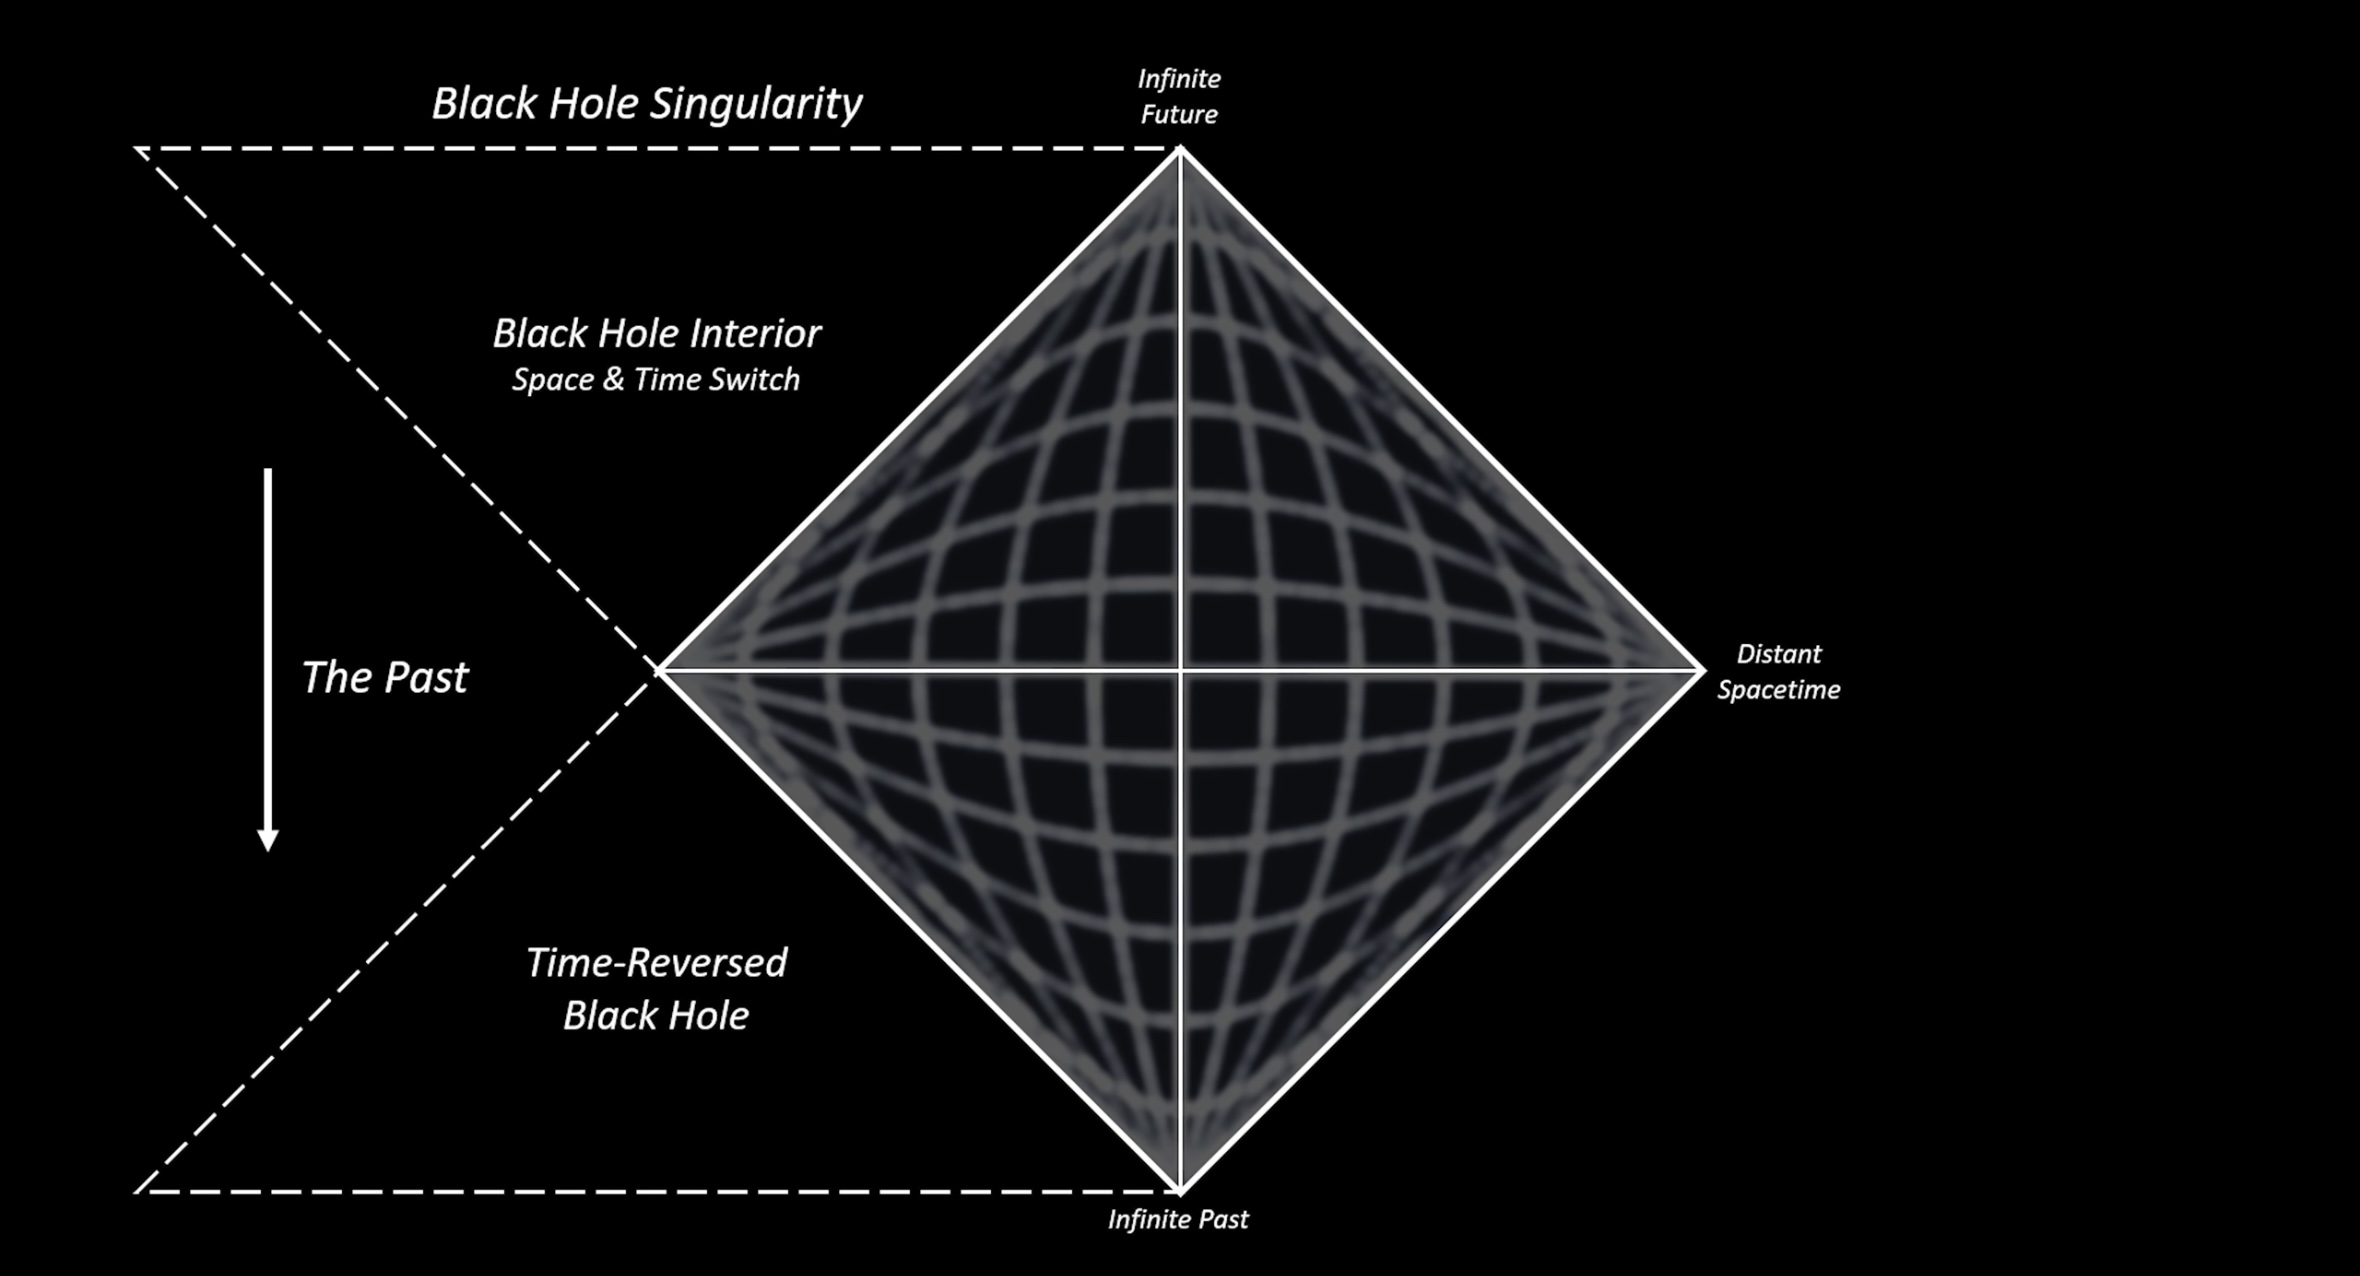 Infinite
Future
Black Hole Singularity
Black Hole Interior
Space & Time Switch
The Past
Distant
Spacetime
Time-Reversed
Black Hole
Infinite Past